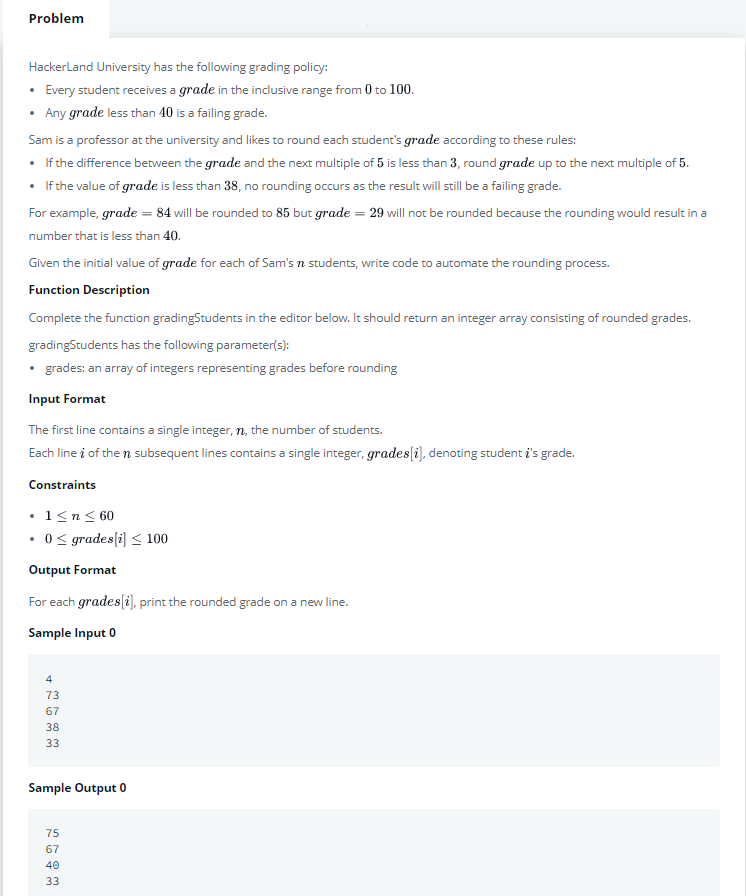 Problem
HackerLand University has the following grading policy:
• Every student receives a grade in the inclusive range from 0 to 100.
• Any grade less than 40 is a failing grade.
Sam is a professor at the university and likes to round each student's grade according to these rules:
• If the difference between the grade and the next multiple of 5 is less than 3, round grade up to the next multiple of 5.
• If the value of grade is less than 38, no rounding occurs as the result will still be a failing grade.
For example, grade = 84 will be rounded to 85 but grade = 29 will not be rounded because the rounding would result in a
number that is less than 40.
Given the initial value of grade for each of Sam's n students, write code to automate the rounding process.
Function Description
Complete the function gradingStudents in the editor below. It should return an integer array consisting of rounded grades.
gradingStudents has the following parameter(s):
• grades: an array of integers representing grades before rounding
Input Format
The first line contains a single integer, n, the number of students.
Each line i of the n subsequent lines contains a single integer, grades[i], denoting student i's grade.
Constraints
• 1 ≤ n ≤ 60
• 0 ≤ grades[i] ≤ 100
Output Format
For each grades[i], print the rounded grade on a new line.
Sample Input 0
4
73
67
38
33
Sample Output 0
75
67
40
33